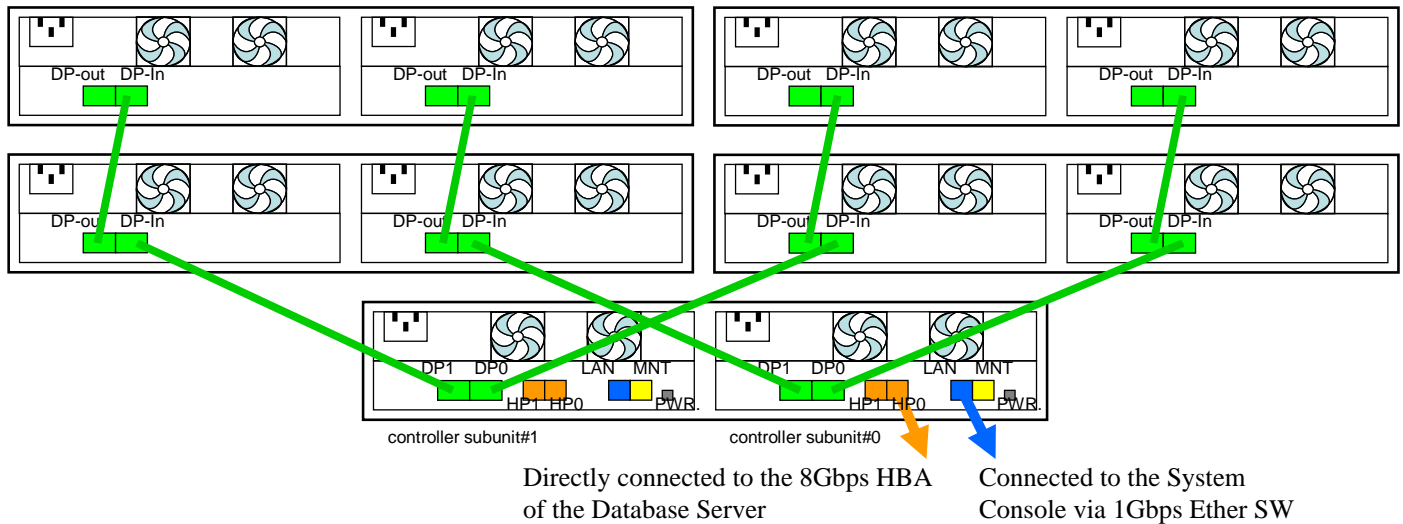 DP-out DP-In DP-out DP-In DP-out DP-In DP-out DP-In
DP-out DP-In DP-out DP-In DP-out DP-In DP-out DP-In
DP1 DP0 LAN MNT DP1 DP0 LAN MNT
HP1 HP0 PWR. HP1 HP0 PWR.
controller subunit#1 controller subunit#0
Directly connected to the 8Gbps HBA
of the Database Server
Connected to the System
Console via 1Gbps Ether SW